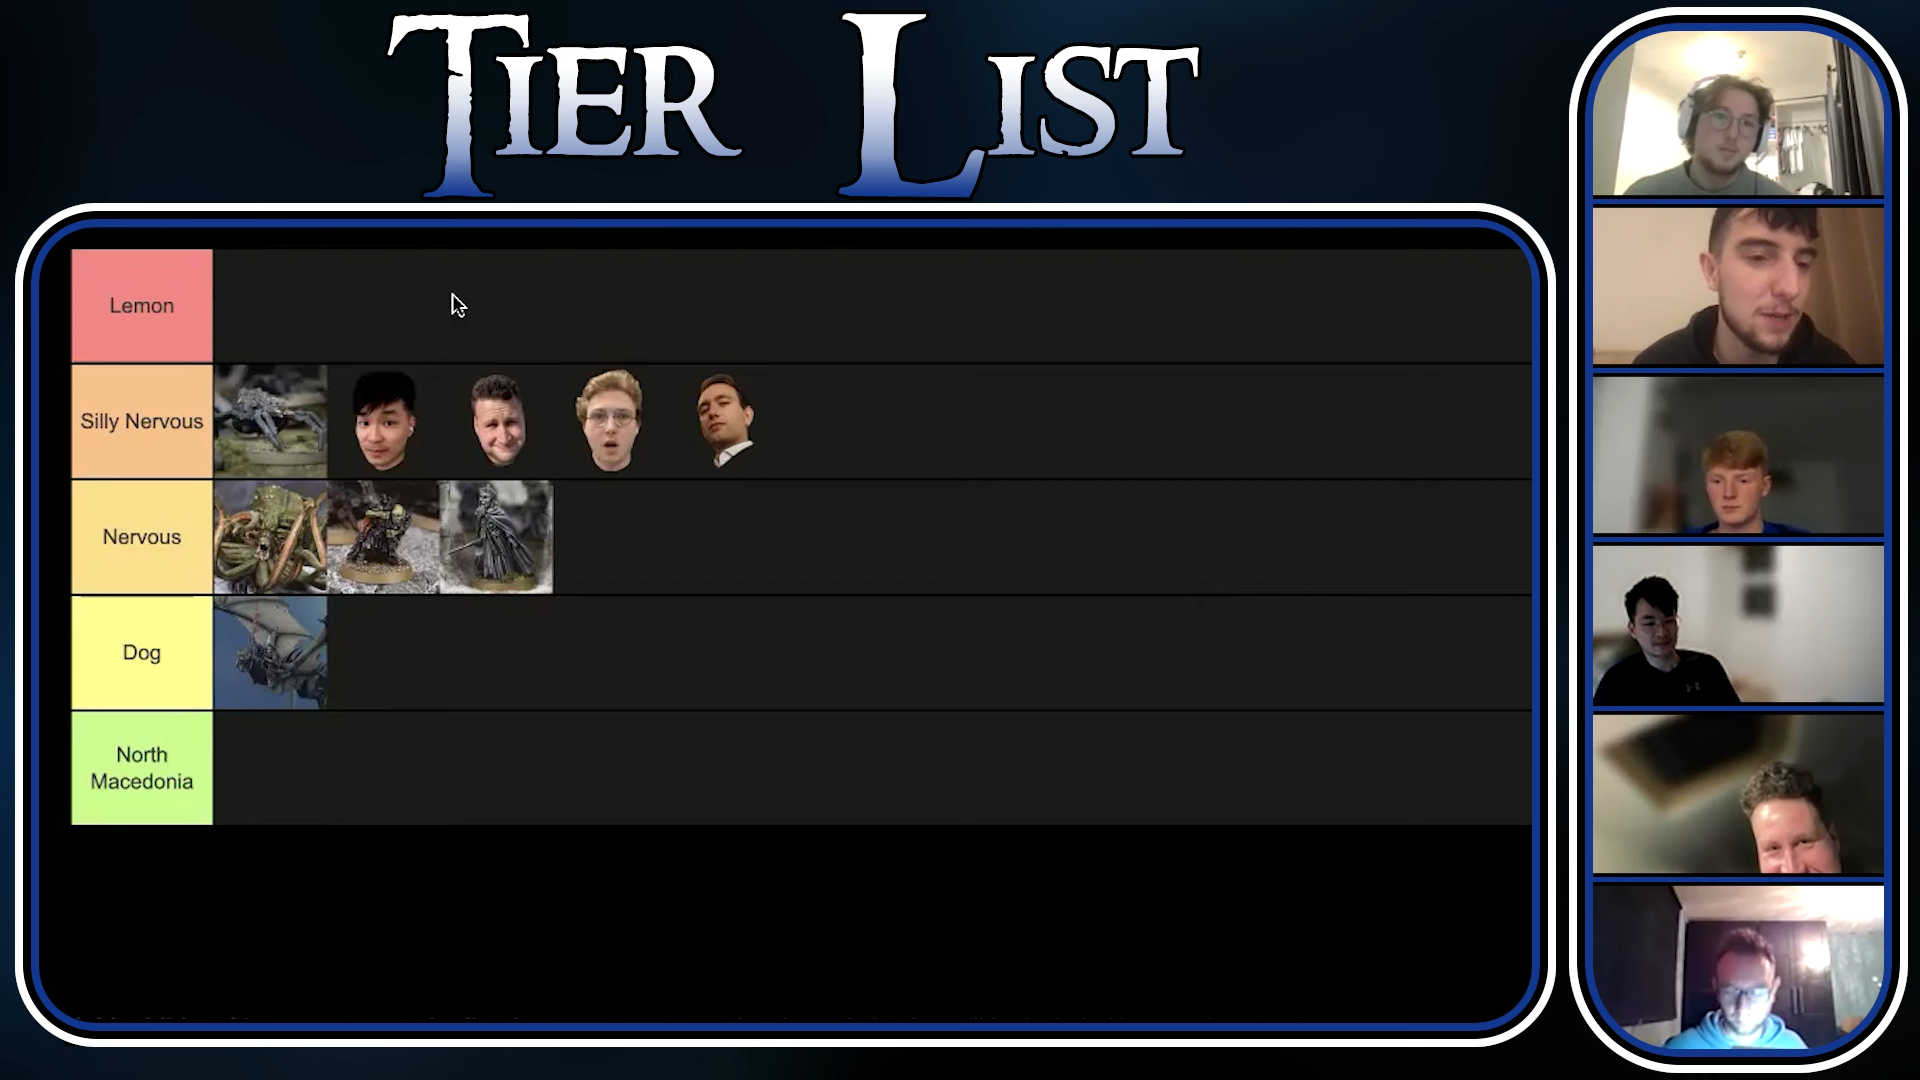 Tier List
Lemon
Silly Nervous
Nervous
Dog
North
Macedonia